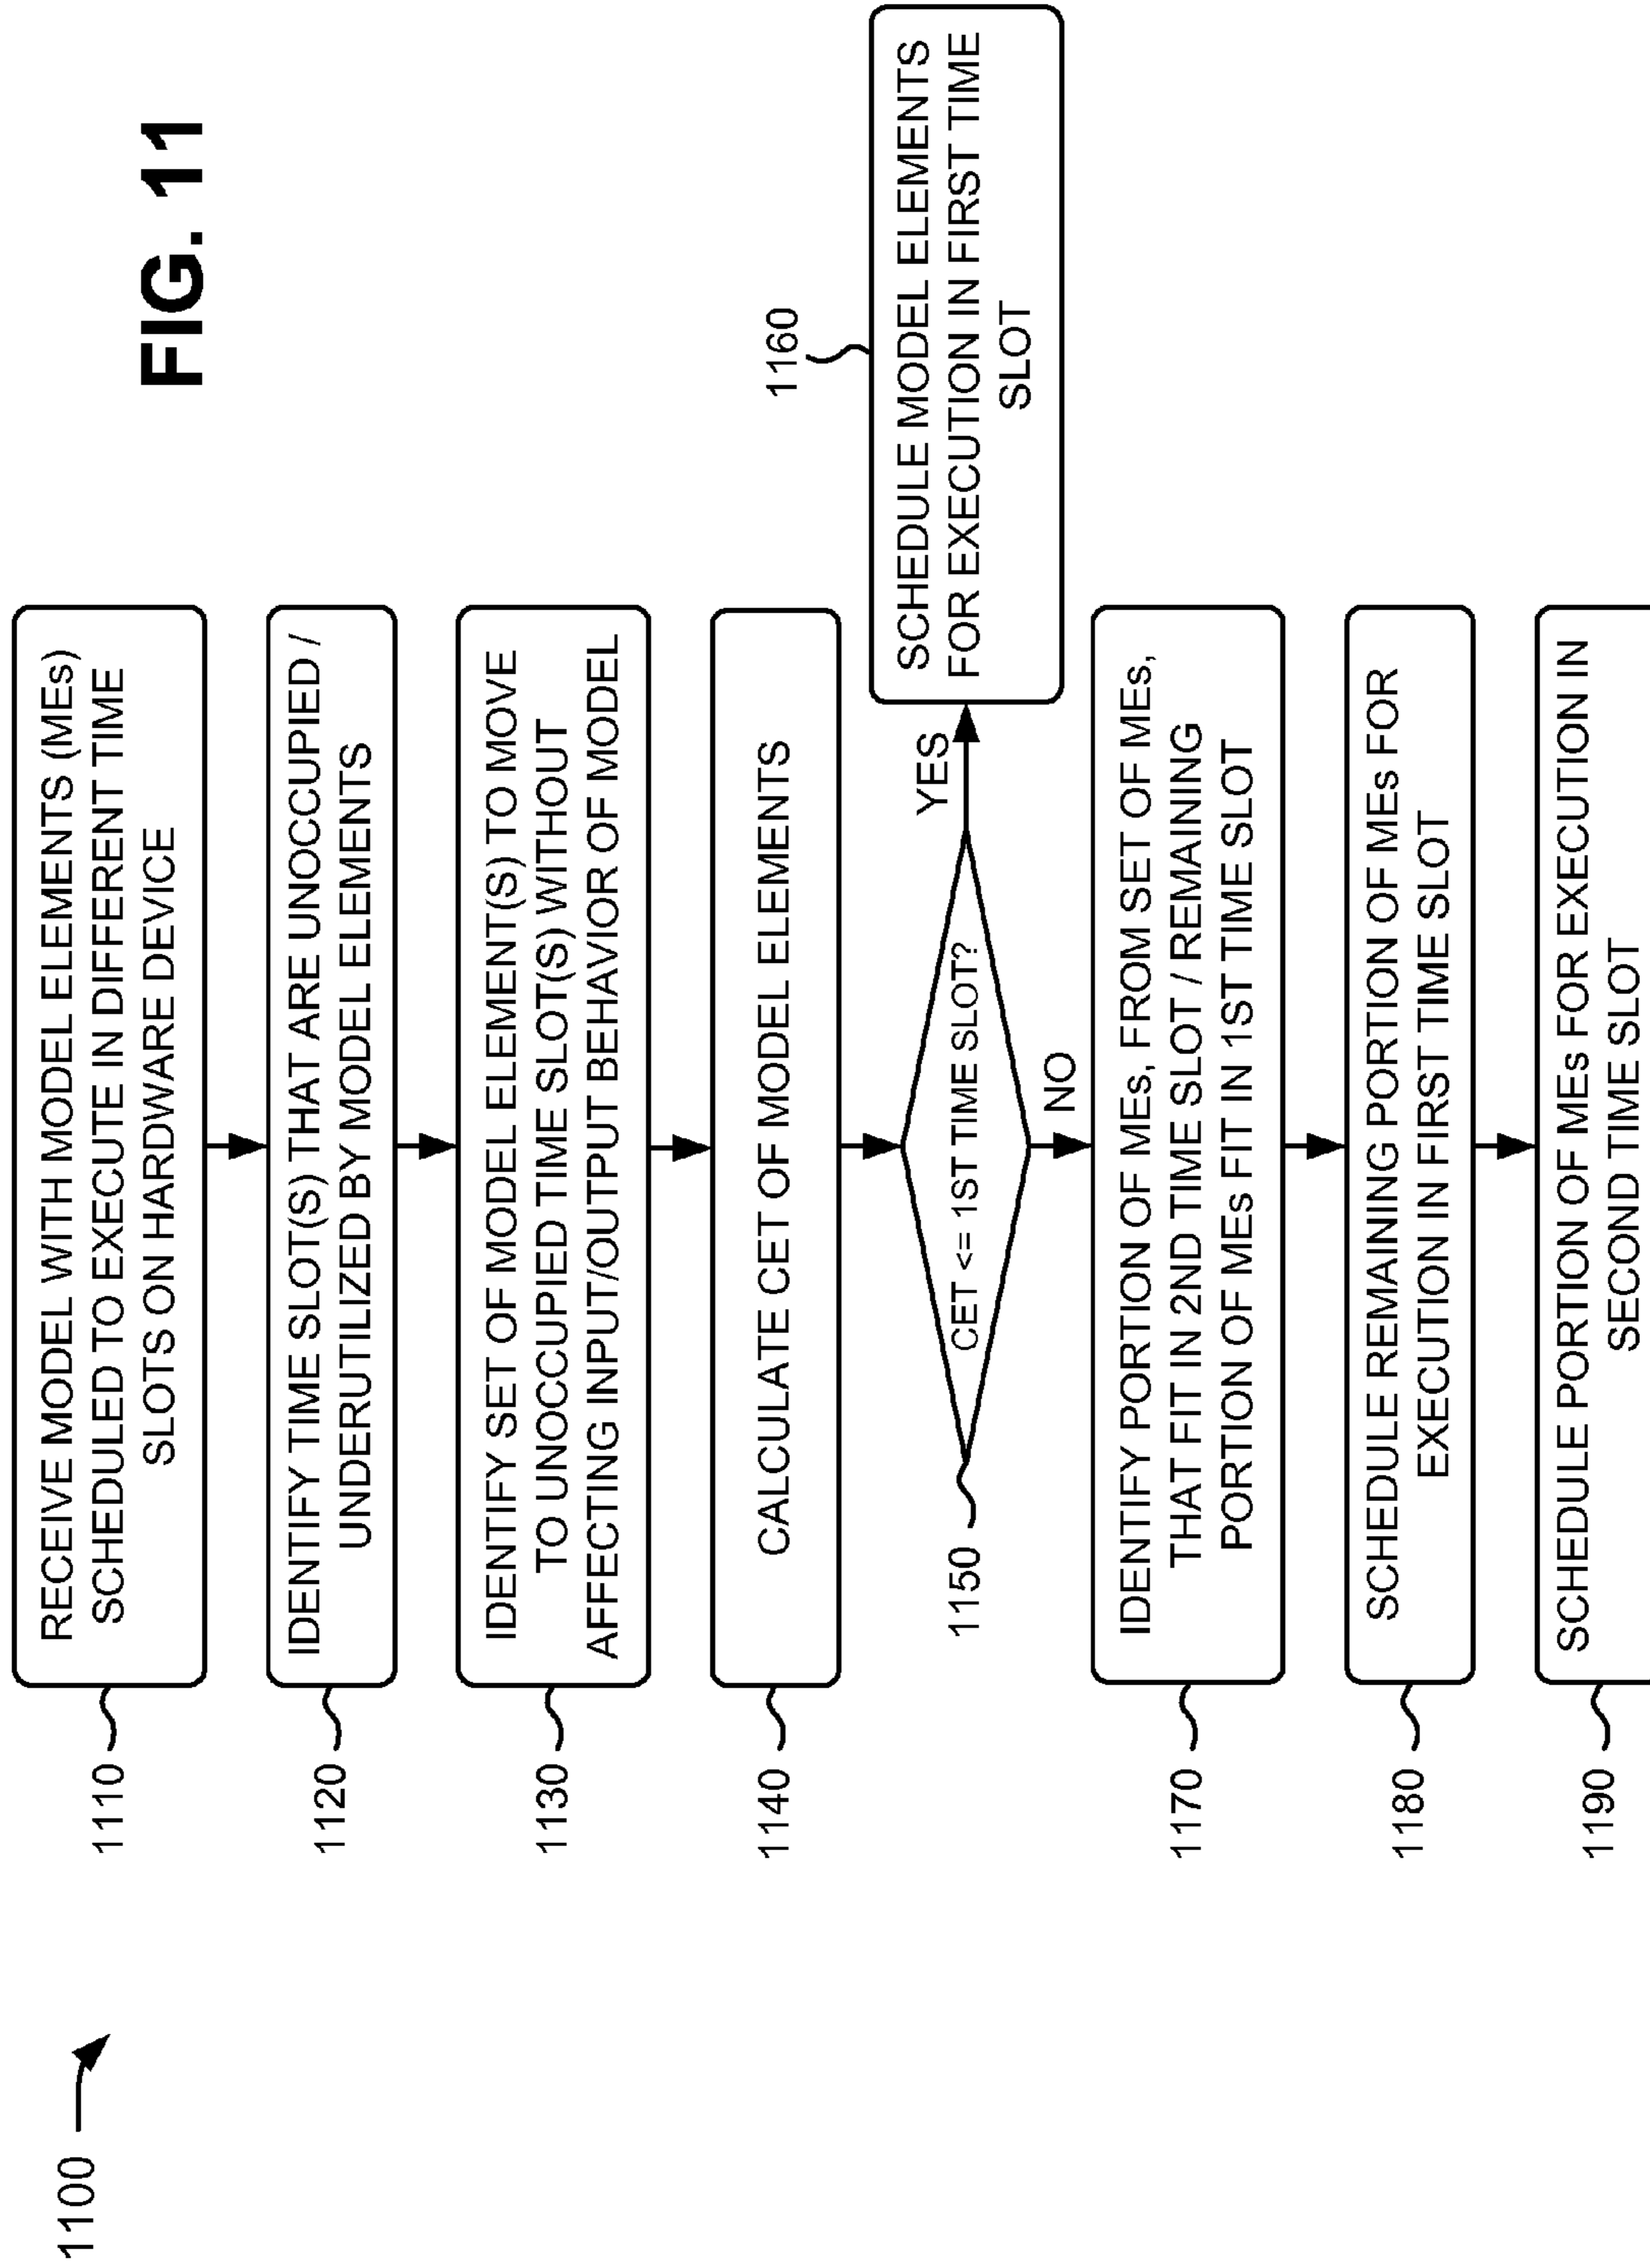 FIG. 11
1100
1110
RECEIVE MODEL WITH MODEL ELEMENTS (MEs)
SCHEDULED TO EXECUTE IN DIFFERENT TIME
SLOTS ON HARDWARE DEVICE
1120
IDENTIFY TIME SLOT(S) THAT ARE UNOCCUPIED /
UNDERUTILIZED BY MODEL ELEMENTS
1130
IDENTIFY SET OF MODEL ELEMENT(S) TO MOVE
TO UNOCCUPIED TIME SLOT(S) WITHOUT
AFFECTING INPUT/OUTPUT BEHAVIOR OF MODEL
1140
CALCULATE CET OF MODEL ELEMENTS
1150
CET <= 1ST TIME SLOT?
YES
1160
SCHEDULE MODEL ELEMENTS
FOR EXECUTION IN FIRST TIME
SLOT
NO
1170
IDENTIFY PORTION OF MEs, FROM SET OF MEs,
THAT FIT IN 2ND TIME SLOT / REMAINING
PORTION OF MEs FIT IN 1ST TIME SLOT
1180
SCHEDULE REMAINING PORTION OF MEs FOR
EXECUTION IN FIRST TIME SLOT
1190
SCHEDULE PORTION OF MEs FOR EXECUTION IN
SECOND TIME SLOT